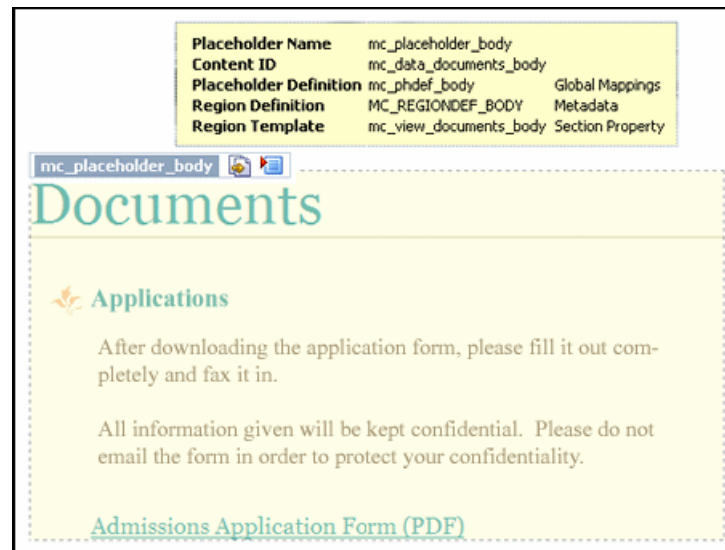 Placeholder Name mc_placeholder_body
Content ID mc_data_documents_body
Placeholder Definition mc_phdef_body Global Mappings
Region Definition MC_REGIONDEF_BODY Metadata
Region Template mc_view_documents_body Section Property
mc_placeholder_body
Documents
Applications
After downloading the application form, please fill it out com-
pletely and fax it in.
All information given will be kept confidential. Please do not
email the form in order to protect your confidentiality.
Admissions Application Form (PDF)